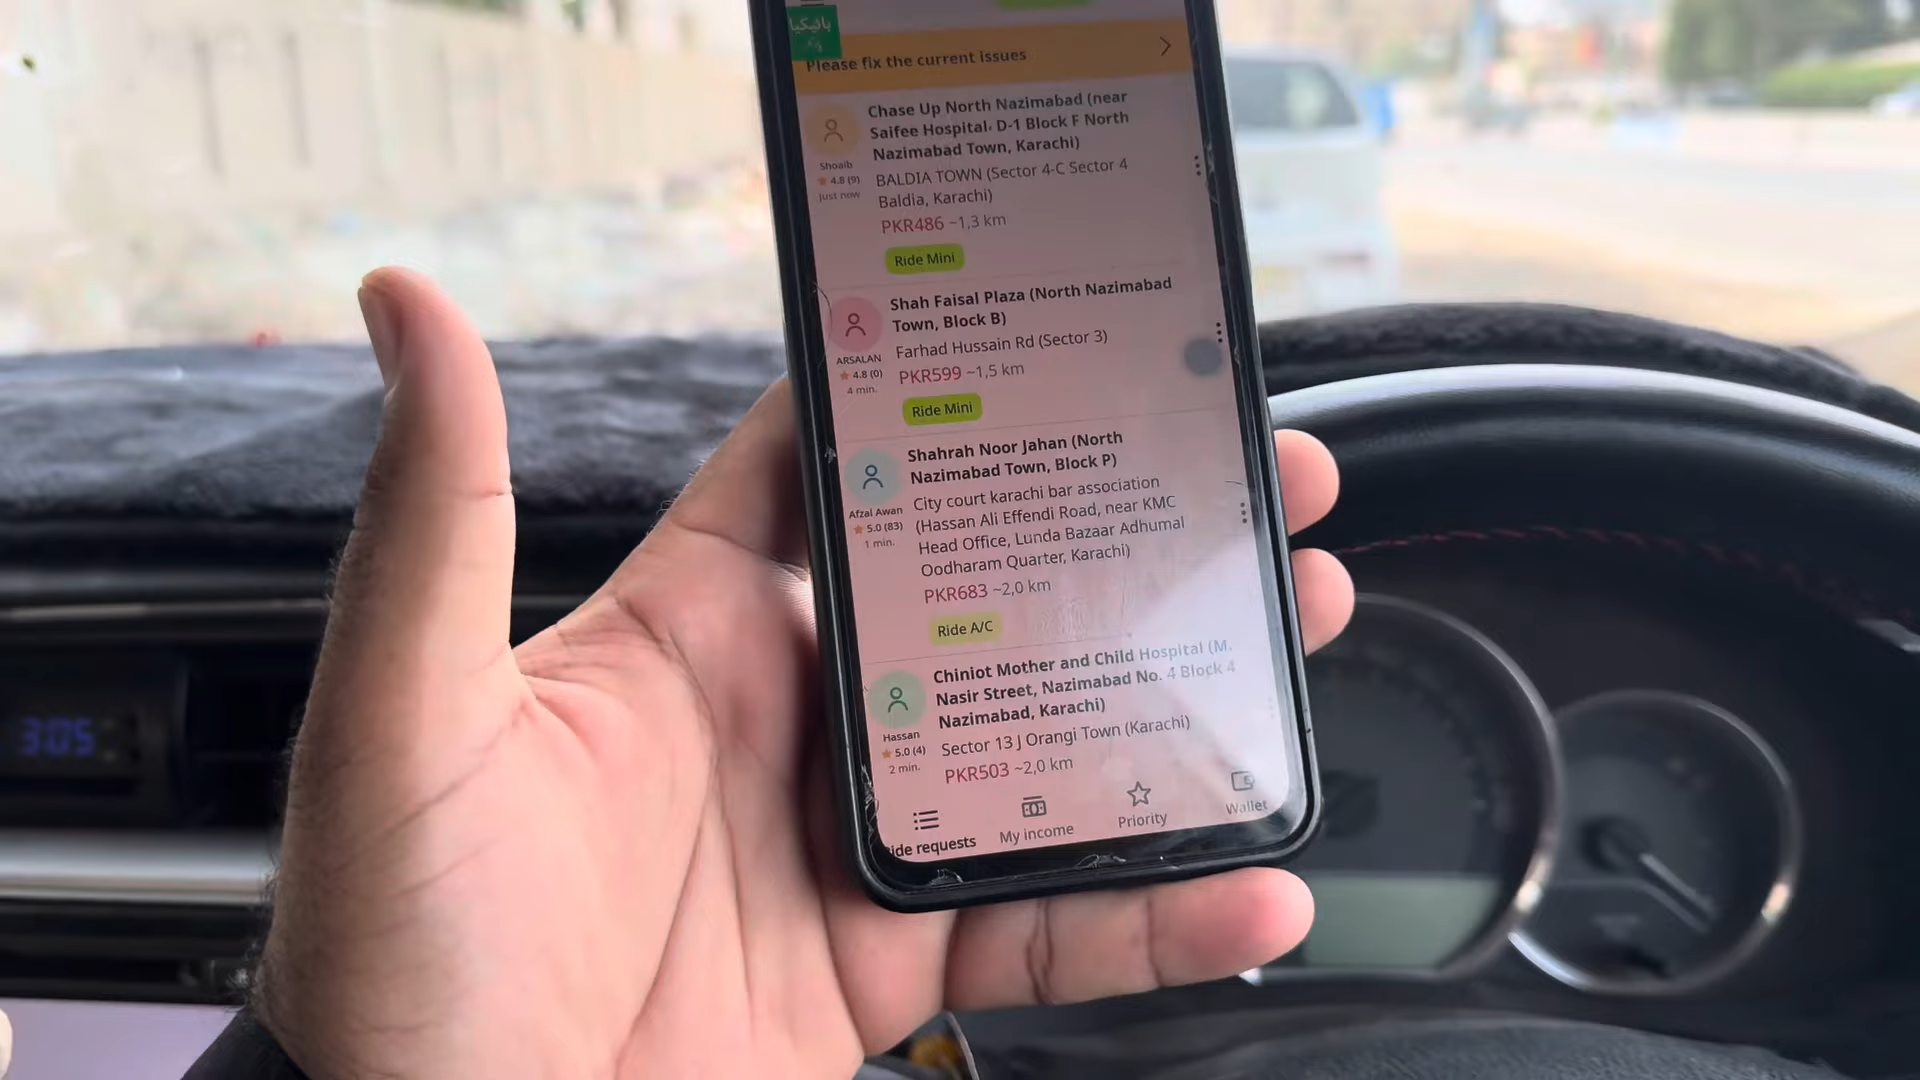 بائیکیا
Please fix the current issues
Chase Up North Nazimabad (near
Saifee Hospital، D-1 Block F North
Nazimabad Town, Karachi)
Shoaib
4.8 (9)
Just now
BALDIA TOWN (Sector 4-C Sector 4
Baldia, Karachi)
PKR486 ~1,3 km
Ride Mini
Shah Faisal Plaza (North Nazimabad
Town, Block B)
ARSALAN
4.8 (0)
4 min.
Farhad Hussain Rd (Sector 3)
PKR599 ~1,5 km
Ride Mini
Shahrah Noor Jahan (North
Nazimabad Town, Block P)
Afzal Awan
5.0 (83)
1 min.
City court karachi bar association
(Hassan Ali Effendi Road, near KMC
Head Office, Lunda Bazaar Adhumal
Oodharam Quarter, Karachi)
PKR683 ~2,0 km
Ride A/C
Chiniot Mother and Child Hospital (M.
Nasir Street, Nazimabad No. 4 Block 4
Nazimabad, Karachi)
Hassan
5.0 (4)
2 min.
Sector 13 J Orangi Town (Karachi)
PKR503 ~2,0 km
ide requests
My income
Priority
Wallet
3:05